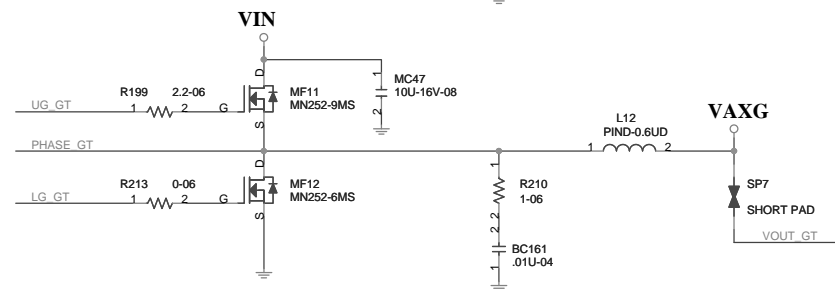 VIN
D
1
MC47
10U-16V-08
2
R199 2.2-06
MF11
MN252-9MS
UG_GT 1 2 G
S
L12
PIND-0.6UD
VAXG
PHASE_GT
1 2
D
R213 0-06
MF12
MN252-6MS
1
R210
1-06
2
SP7
SHORT PAD
LG_GT 1 2 G
S
2
BC161
.01U-04
1
VOUT_GT